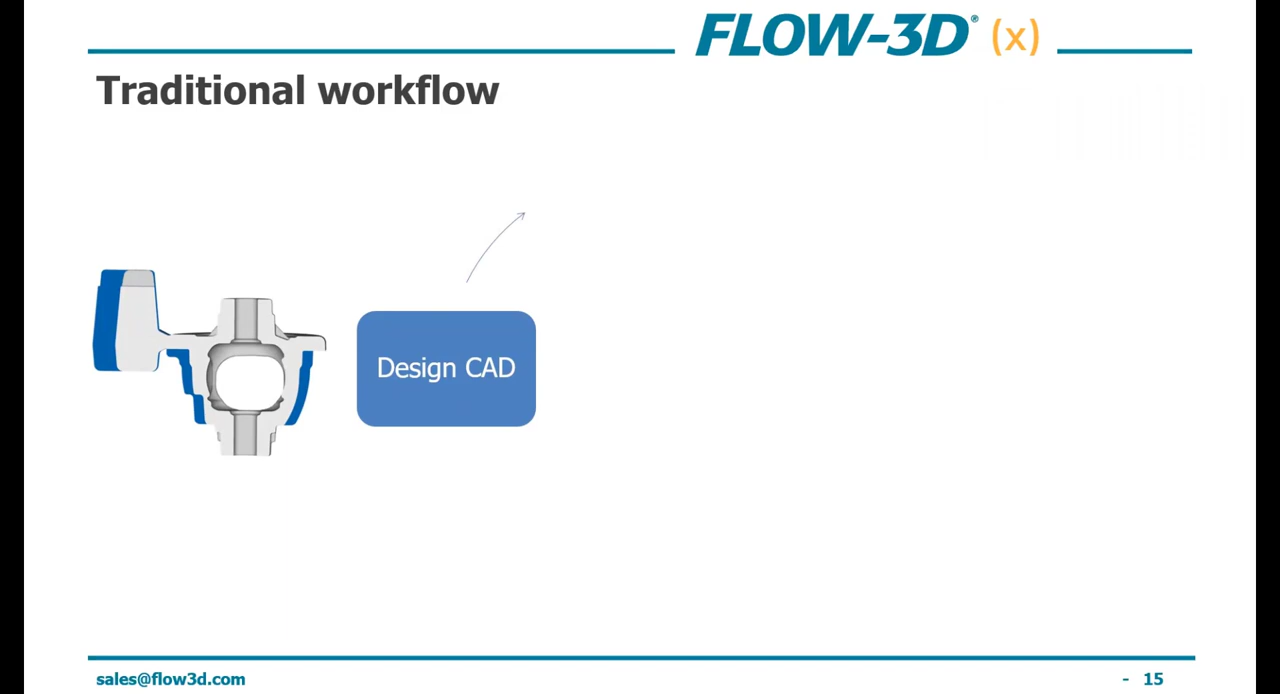 FLOW-3D® (x)
Traditional workflow
Design CAD
sales@flow3d.com
- 15